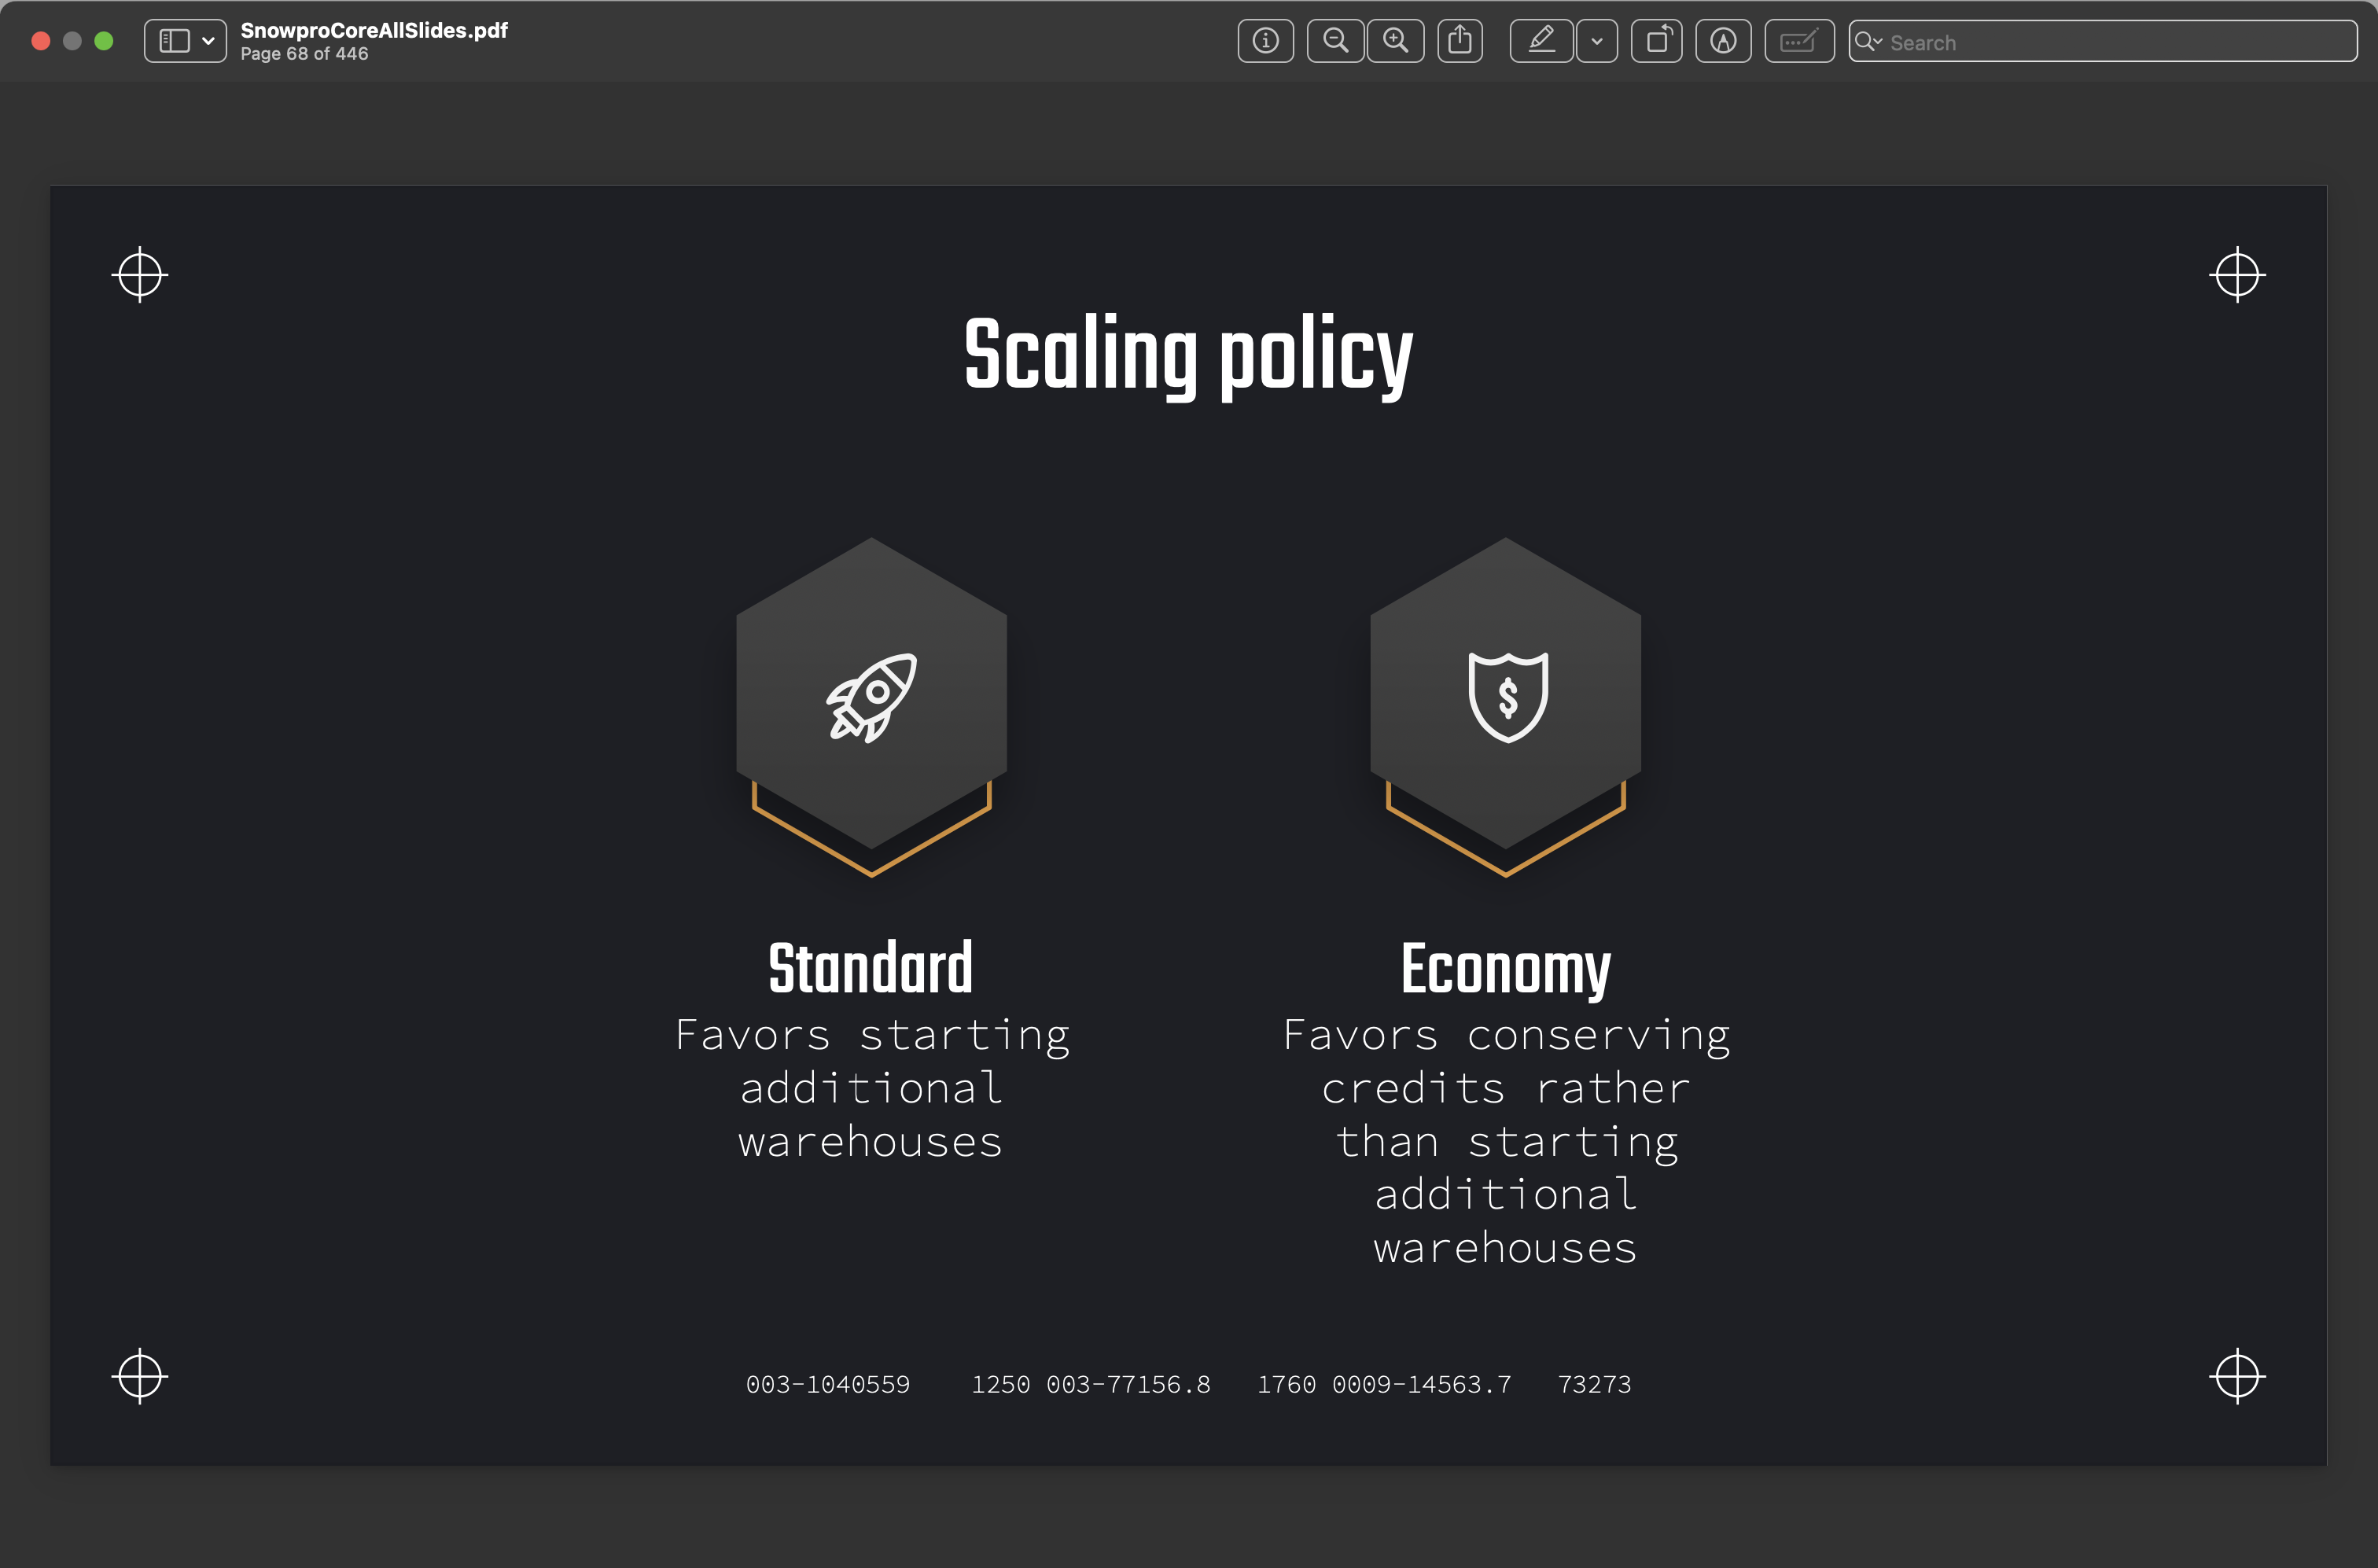 SnowproCoreAllSlides.pdf
Page 68 of 446
Search
Scaling policy
Standard
Favors starting
additional
warehouses
Economy
Favors conserving
credits rather
than starting
additional
warehouses
003-1040559 1250 003-77156.8 1760 0009-14563.7 73273